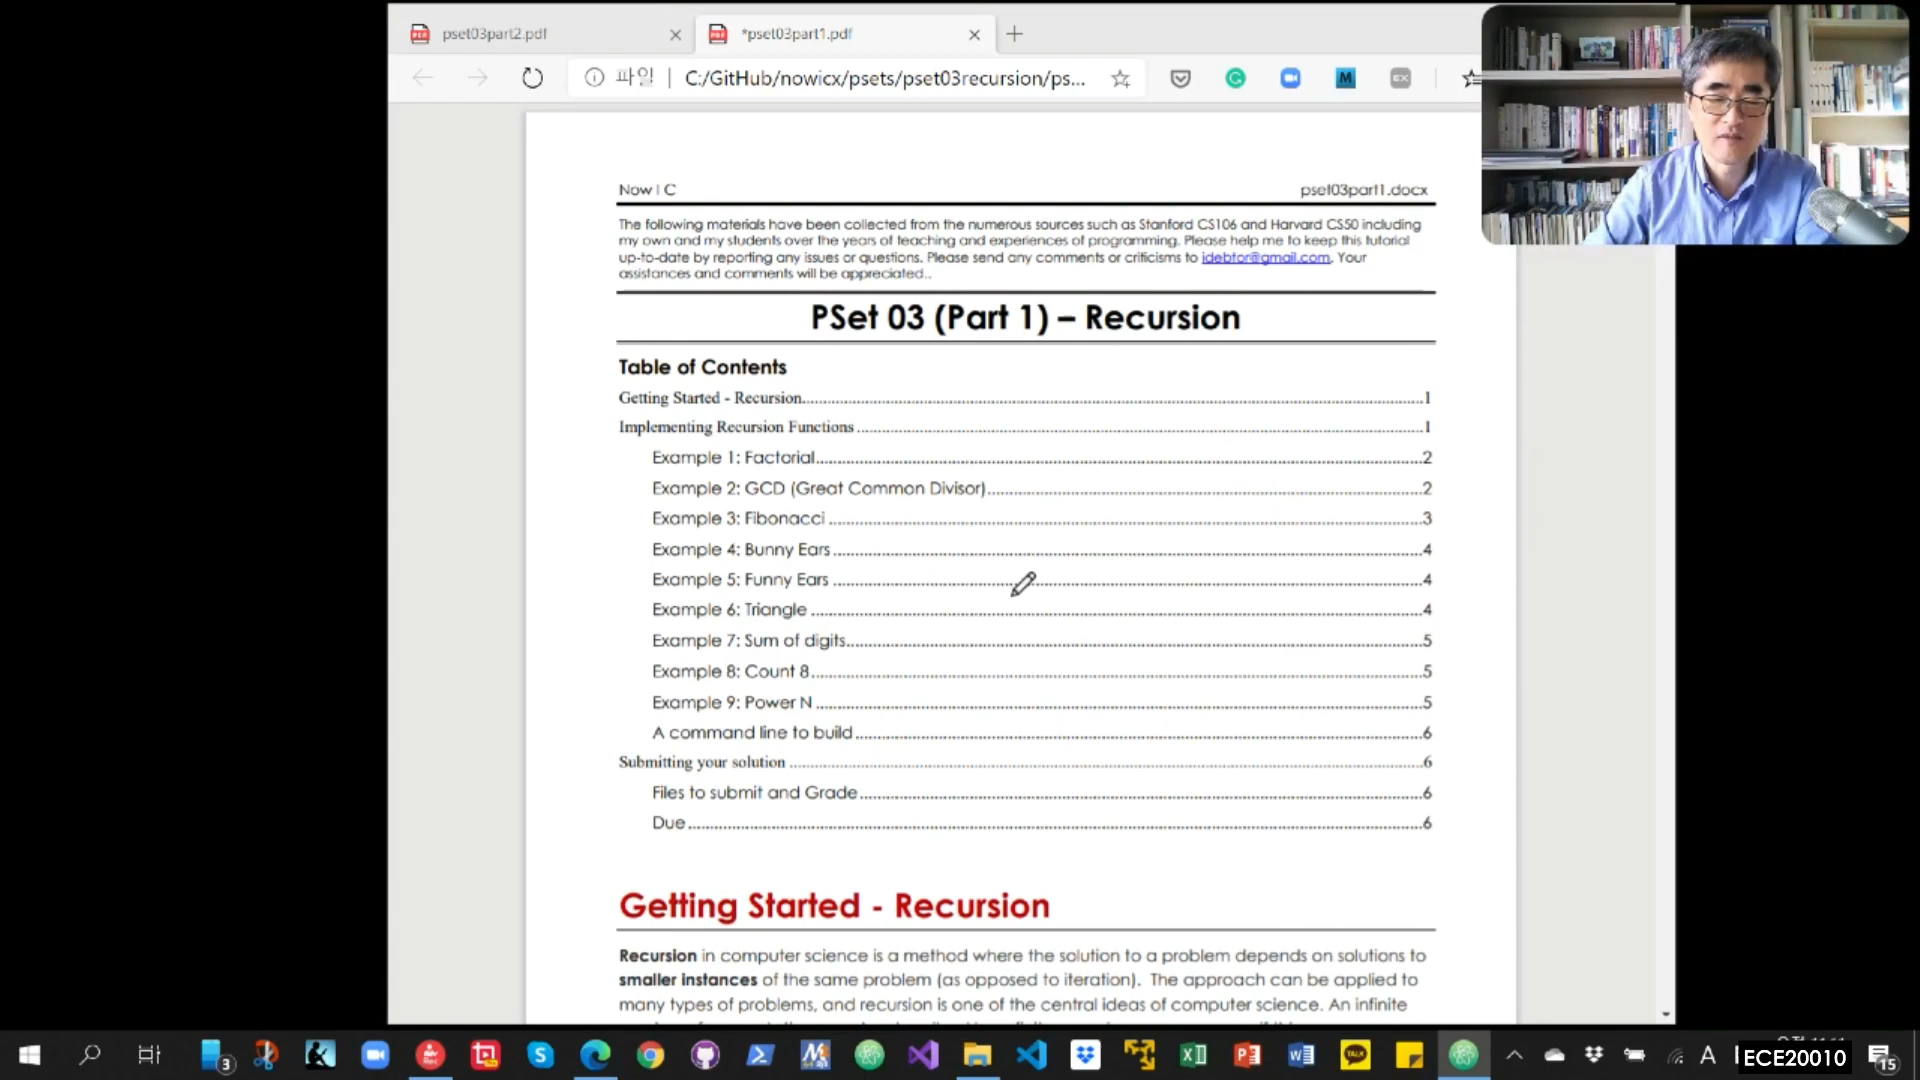 pset03part2.pdf
*pset03part1.pdf
파일
C:/GitHub/nowicx/psets/pset03recursion/ps...
Now | C
pset03part1.docx
The following materials have been collected from the numerous sources such as Stanford CS106 and Harvard CS50 including
my own and my students over the years of teaching and experiences of programming. Please help me to keep this tutorial
up-to-date by reporting any issues or questions. Please send any comments or criticisms to idebtor@gmail.com. Your
assistances and comments will be appreciated..
PSet 03 (Part 1) – Recursion
Table of Contents
Getting Started - Recursion 1
Implementing Recursion Functions 1
Example 1: Factorial 2
Example 2: GCD (Great Common Divisor) 2
Example 3: Fibonacci 3
Example 4: Bunny Ears 4
Example 5: Funny Ears 4
Example 6: Triangle 4
Example 7: Sum of digits 5
Example 8: Count 8 5
Example 9: Power N 5
A command line to build 6
Submitting your solution 6
Files to submit and Grade 6
Due 6
Getting Started - Recursion
Recursion in computer science is a method where the solution to a problem depends on solutions to
smaller instances of the same problem (as opposed to iteration). The approach can be applied to
many types of problems, and recursion is one of the central ideas of computer science. An infinite
3
A
ECE20010
15